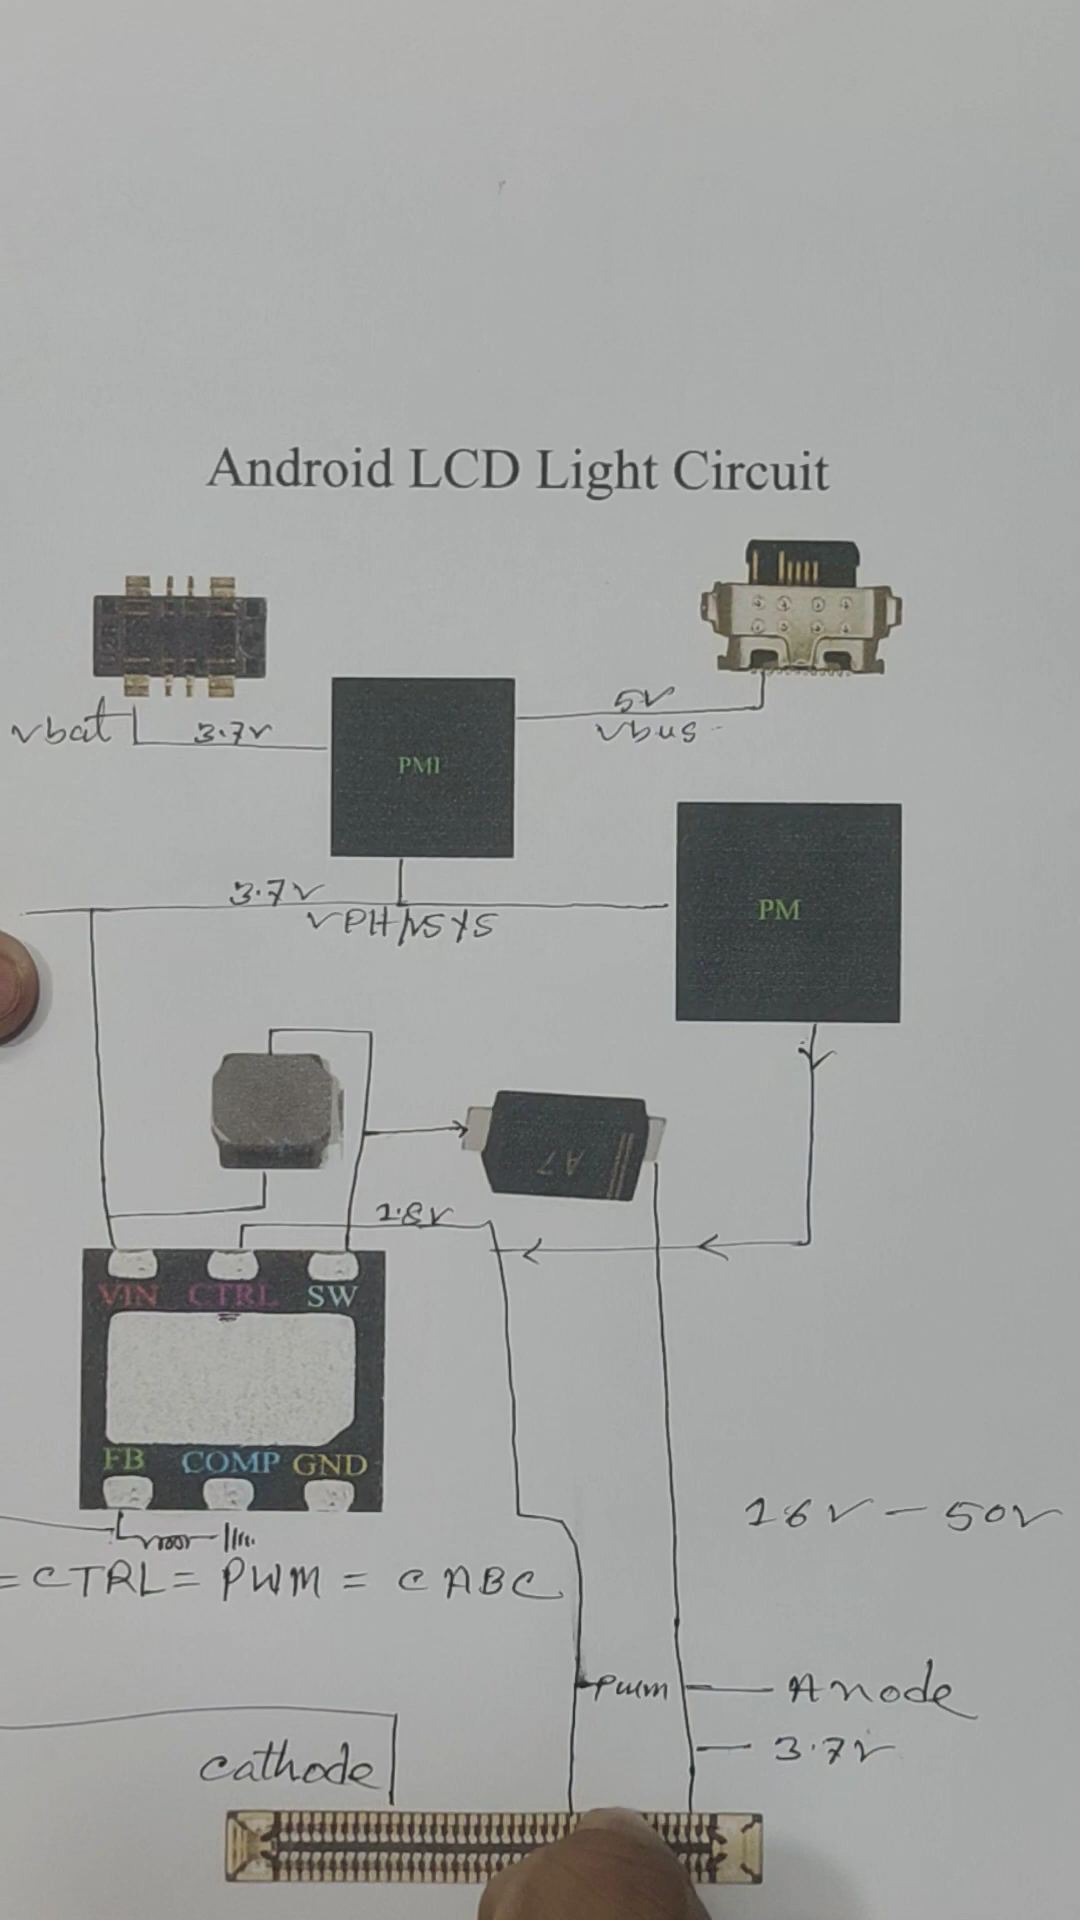 Android LCD Light Circuit
vbat 3.7v
PMI
5v
vbus
3.7v
VPH/VSYS
PM
A7
1.8v
VIN CTRL SW
FB COMP GND
16v - 50v
= CTRL = PWM = CABC
Pwm
Anode
3.7v
cathode